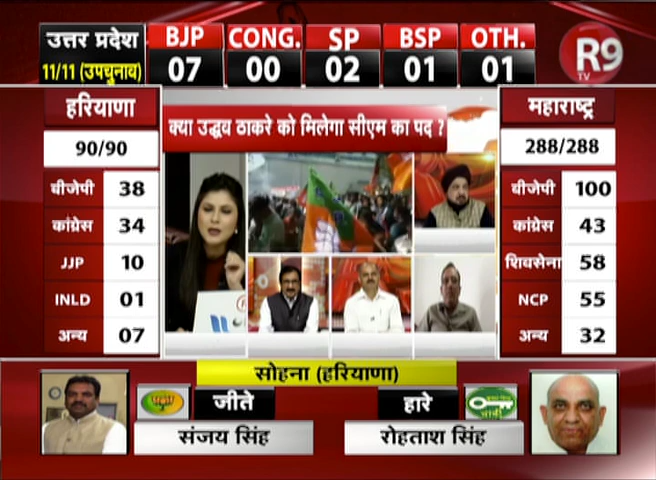 उत्तर प्रदेश
11/11 (उपचुनाव)
BJP CONG. SP BSP OTH.
07 00 02 01 01
R9
TV
हरियाणा
90/90
बीजेपी 38
कांग्रेस 34
JJP 10
INLD 01
अन्य 07
क्या उद्धव ठाकरे को मिलेगा सीएम का पद ?
महाराष्ट्र
288/288
बीजेपी 100
कांग्रेस 43
शिवसेना 58
NCP 55
अन्य 32
सोहना (हरियाणा)
जीते
संजय सिंह
हारे
रोहताश सिंह